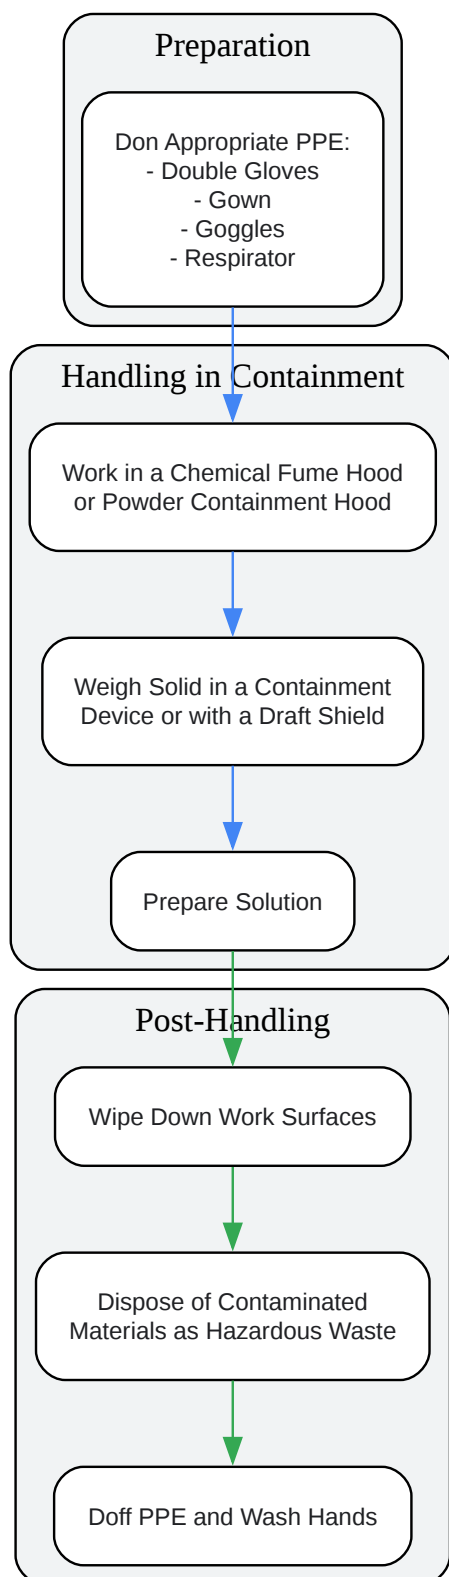 Preparation
Don Appropriate PPE:
- Double Gloves
- Gown
- Goggles
- Respirator
Handling in Containment
Work in a Chemical Fume Hood
or Powder Containment Hood
Weigh Solid in a Containment
Device or with a Draft Shield
Prepare Solution
Post-Handling
Wipe Down Work Surfaces
Dispose of Contaminated
Materials as Hazardous Waste
Doff PPE and Wash Hands